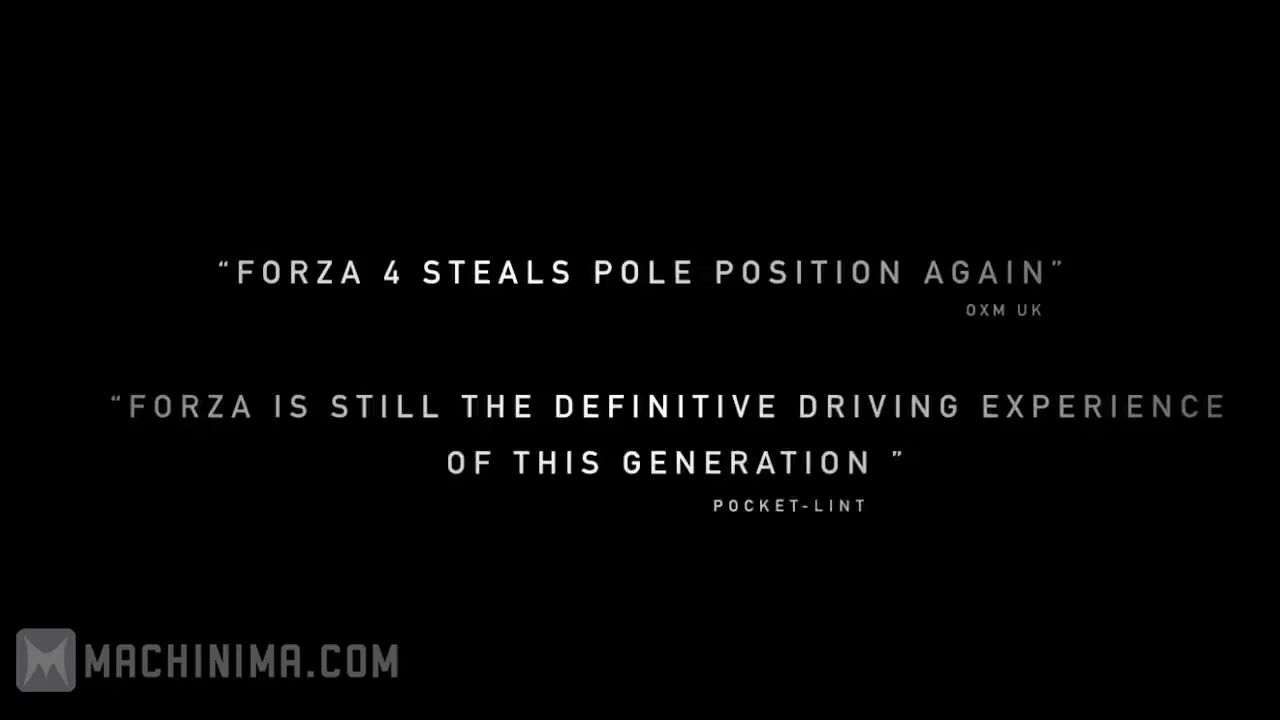 “FORZA 4 STEALS POLE POSITION AGAIN”
OXM UK
“FORZA IS STILL THE DEFINITIVE DRIVING EXPERIENCE
OF THIS GENERATION ”
POCKET-LINT
MACHINIMA.COM